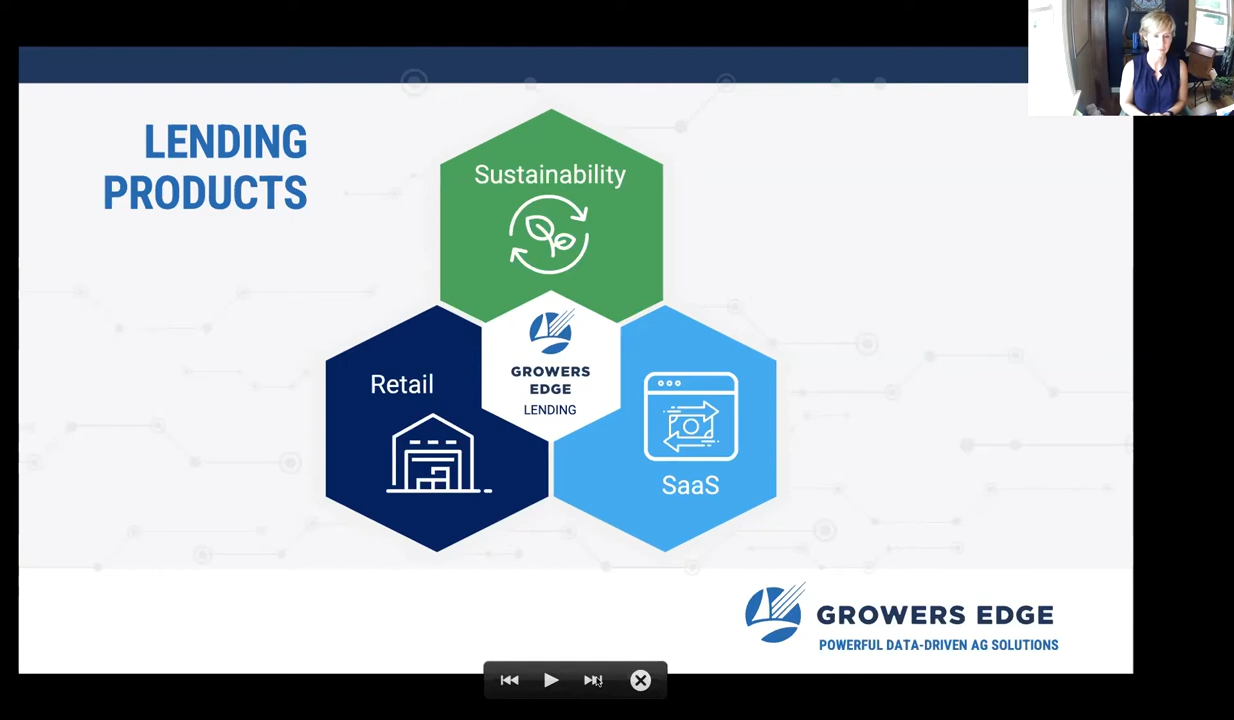 LENDING
PRODUCTS
Sustainability
GROWERS
EDGE
LENDING
Retail
SaaS
GROWERS EDGE
POWERFUL DATA-DRIVEN AG SOLUTIONS